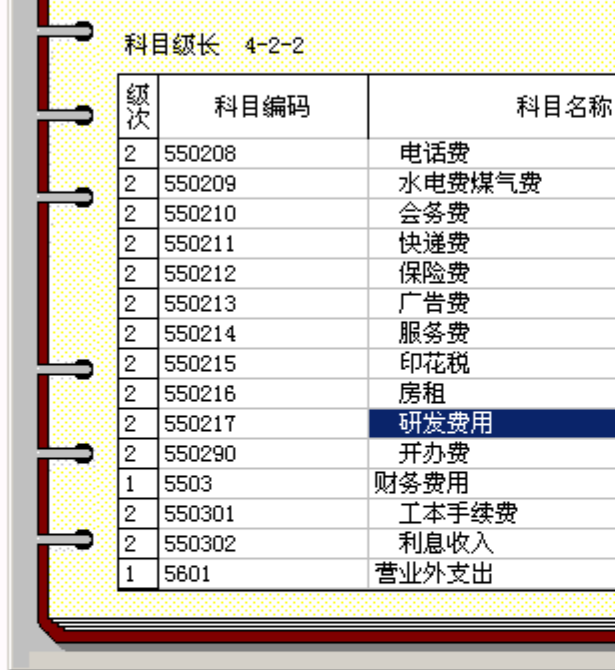 科目级长 4-2-2
级次 科目编码 科目名称
2 550208 电话费
2 550209 水电费煤气费
2 550210 会务费
2 550211 快递费
2 550212 保险费
2 550213 广告费
2 550214 服务费
2 550215 印花税
2 550216 房租
2 550217 研发费用
2 550290 开办费
1 5503 财务费用
2 550301 工本手续费
2 550302 利息收入
1 5601 营业外支出